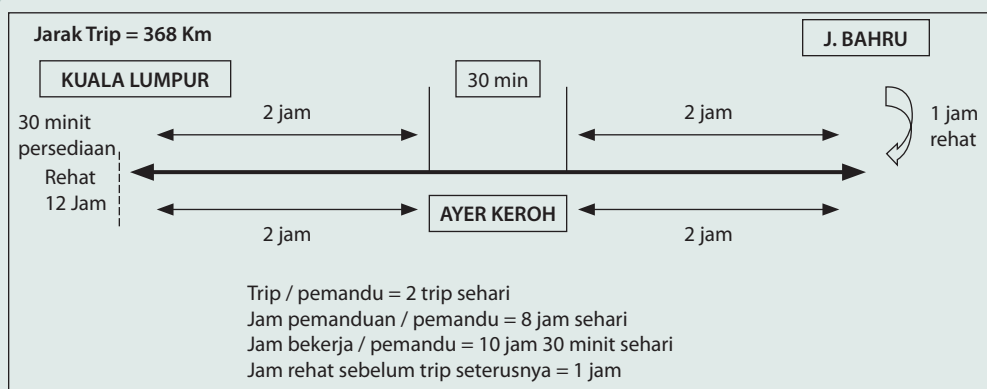 Jarak Trip = 368 Km
J. BAHRU
KUALA LUMPUR
30 min
2 jam
2 jam
1 jam
rehat
30 minit
persediaan
Rehat
12 Jam
AYER KEROH
2 jam
2 jam
Trip / pemandu = 2 trip sehari
Jam pemanduan / pemandu = 8 jam sehari
Jam bekerja / pemandu = 10 jam 30 minit sehari
Jam rehat sebelum trip seterusnya = 1 jam